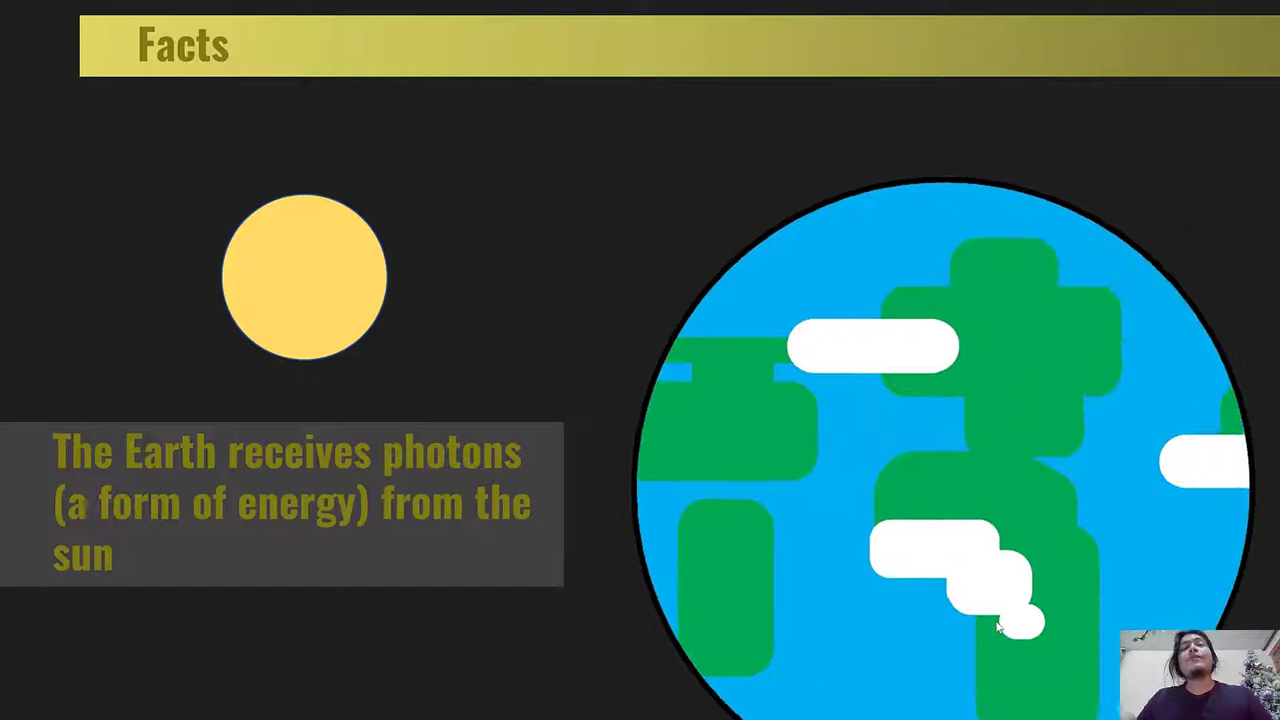 Facts
The Earth receives photons
(a form of energy) from the
sun